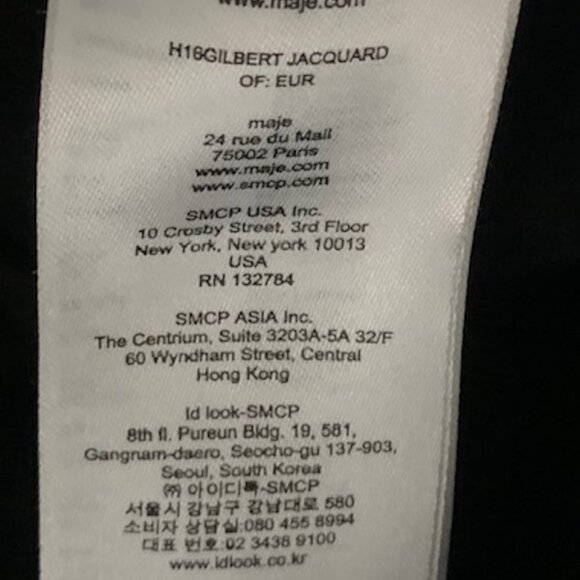 www.maje.com
H16GILBERT JACQUARD
OF: EUR
maje
24 rue du Mail
75002 Paris
www.maje.com
www.smcp.com
SMCP USA Inc.
10 Crosby Street, 3rd Floor
New York, New york 10013
USA
RN 132784
SMCP ASIA Inc.
The Centrium, Suite 3203A-5A 32/F
60 Wyndham Street, Central
Hong Kong
Id look-SMCP
8th fl. Pureun Bldg. 19, 581,
Gangnam-daero, Seocho-gu 137-903,
Seoul, South Korea
㈜ 아이디룩-SMCP
서울시 강남구 강남대로 580
소비자 상담실:080 455 8994
대표 번호:02 3438 9100
www.idlook.co.kr